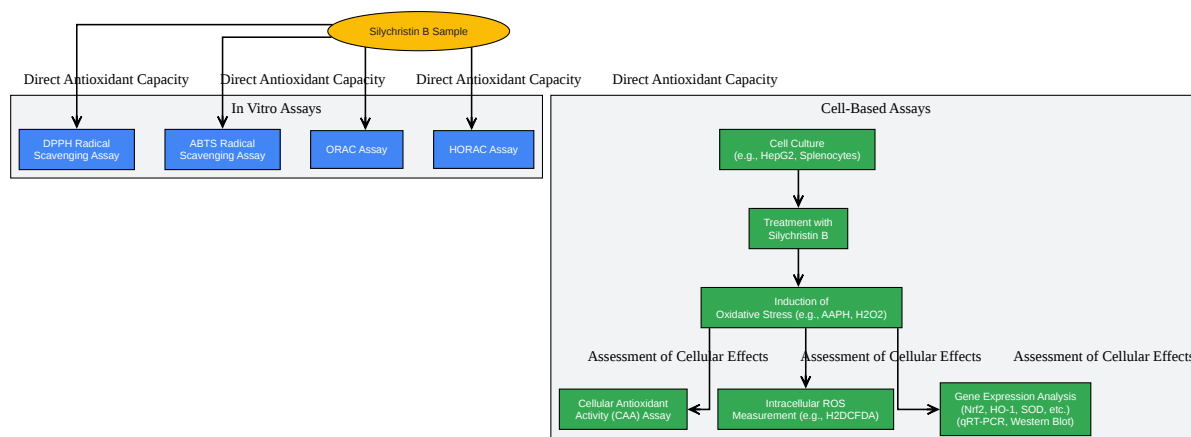 Silychristin B Sample
Direct Antioxidant Capacity
Direct Antioxidant Capacity
Direct Antioxidant Capacity
Direct Antioxidant Capacity
In Vitro Assays
DPPH Radical
Scavenging Assay
ABTS Radical
Scavenging Assay
ORAC Assay
HORAC Assay
Cell-Based Assays
Cell Culture
(e.g., HepG2, Splenocytes)
Treatment with
Silychristin B
Induction of
Oxidative Stress (e.g., AAPH, H2O2)
Assessment of Cellular Effects
Assessment of Cellular Effects
Assessment of Cellular Effects
Cellular Antioxidant
Activity (CAA) Assay
Intracellular ROS
Measurement (e.g., H2DCFDA)
Gene Expression Analysis
(Nrf2, HO-1, SOD, etc.)
(qRT-PCR, Western Blot)